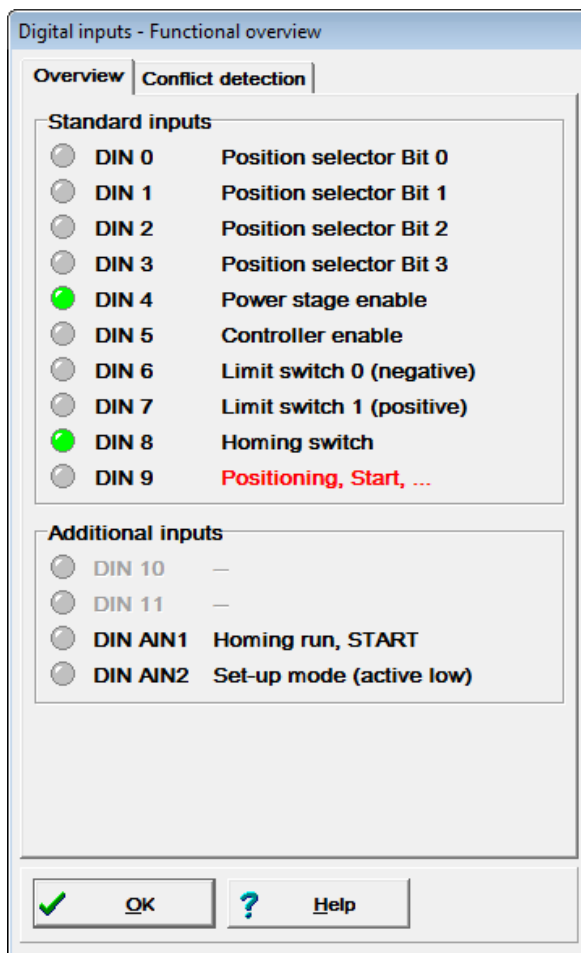 Digital inputs - Functional overview
Overview Conflict detection
Standard inputs
DIN 0 Position selector Bit 0
DIN 1 Position selector Bit 1
DIN 2 Position selector Bit 2
DIN 3 Position selector Bit 3
DIN 4 Power stage enable
DIN 5 Controller enable
DIN 6 Limit switch 0 (negative)
DIN 7 Limit switch 1 (positive)
DIN 8 Homing switch
DIN 9 Positioning, Start, ...
Additional inputs
DIN 10 –
DIN 11 –
DIN AIN1 Homing run, START
DIN AIN2 Set-up mode (active low)
OK ? Help